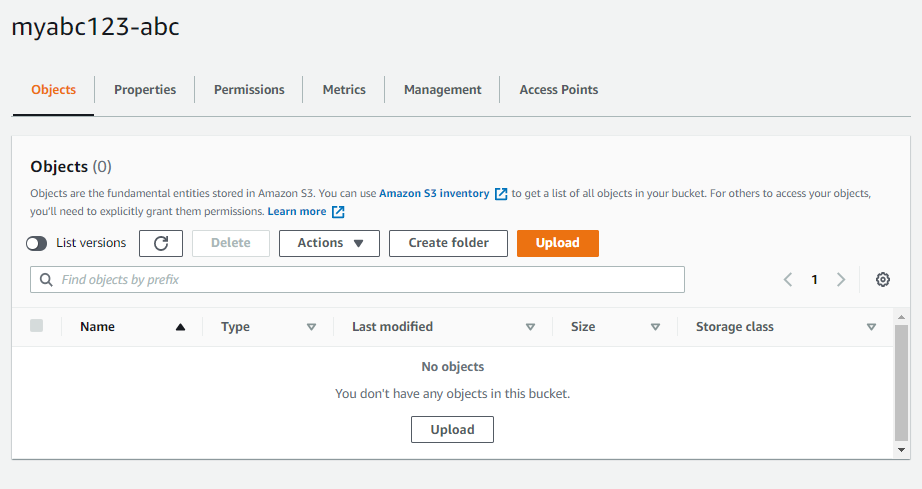 myabc123-abc
Objects
Properties
Permissions
Metrics
Management
Access Points
Objects (0)
Objects are the fundamental entities stored in Amazon S3. You can use Amazon S3 inventory to get a list of all objects in your bucket. For others to access your objects,
you'll need to explicitly grant them permissions. Learn more
List versions
Delete
Actions
Create folder
Upload
Find objects by prefix
1
Name
Type
Last modified
Size
Storage class
No objects
You don't have any objects in this bucket.
Upload